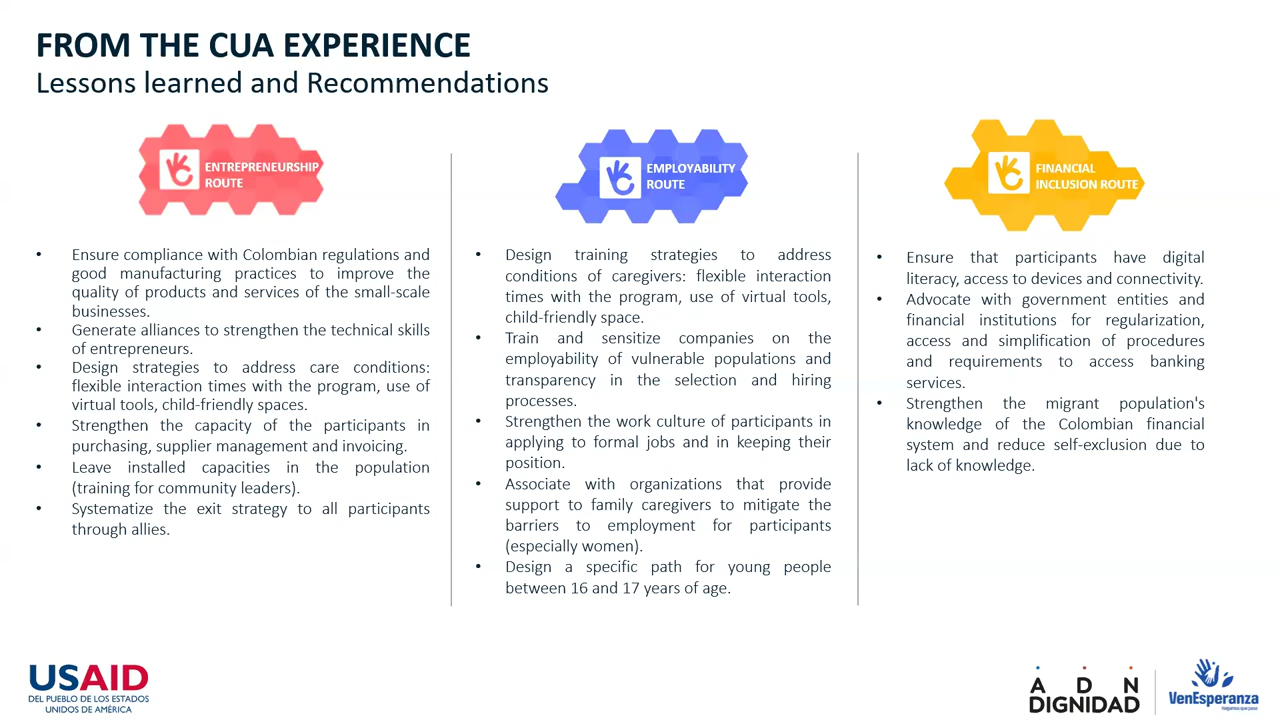 FROM THE CUA EXPERIENCE
Lessons learned and Recommendations
ENTREPRENEURSHIP
ROUTE
• Ensure compliance with Colombian regulations and
good manufacturing practices to improve the
quality of products and services of the small-scale
businesses.
• Generate alliances to strengthen the technical skills
of entrepreneurs.
• Design strategies to address care conditions:
flexible interaction times with the program, use of
virtual tools, child-friendly spaces.
• Strengthen the capacity of the participants in
purchasing, supplier management and invoicing.
• Leave installed capacities in the population
(training for community leaders).
• Systematize the exit strategy to all participants
through allies.
EMPLOYABILITY
ROUTE
• Design training strategies to address
conditions of caregivers: flexible interaction
times with the program, use of virtual tools,
child-friendly space.
• Train and sensitize companies on the
employability of vulnerable populations and
transparency in the selection and hiring
processes.
• Strengthen the work culture of participants in
applying to formal jobs and in keeping their
position.
• Associate with organizations that provide
support to family caregivers to mitigate the
barriers to employment for participants
(especially women).
• Design a specific path for young people
between 16 and 17 years of age.
FINANCIAL
INCLUSION ROUTE
• Ensure that participants have digital
literacy, access to devices and connectivity.
• Advocate with government entities and
financial institutions for regularization,
access and simplification of procedures
and requirements to access banking
services.
• Strengthen the migrant population's
knowledge of the Colombian financial
system and reduce self-exclusion due to
lack of knowledge.
USAID
DEL PUEBLO DE LOS ESTADOS
UNIDOS DE AMÉRICA
ADN
DIGNIDAD
VenEsperanza